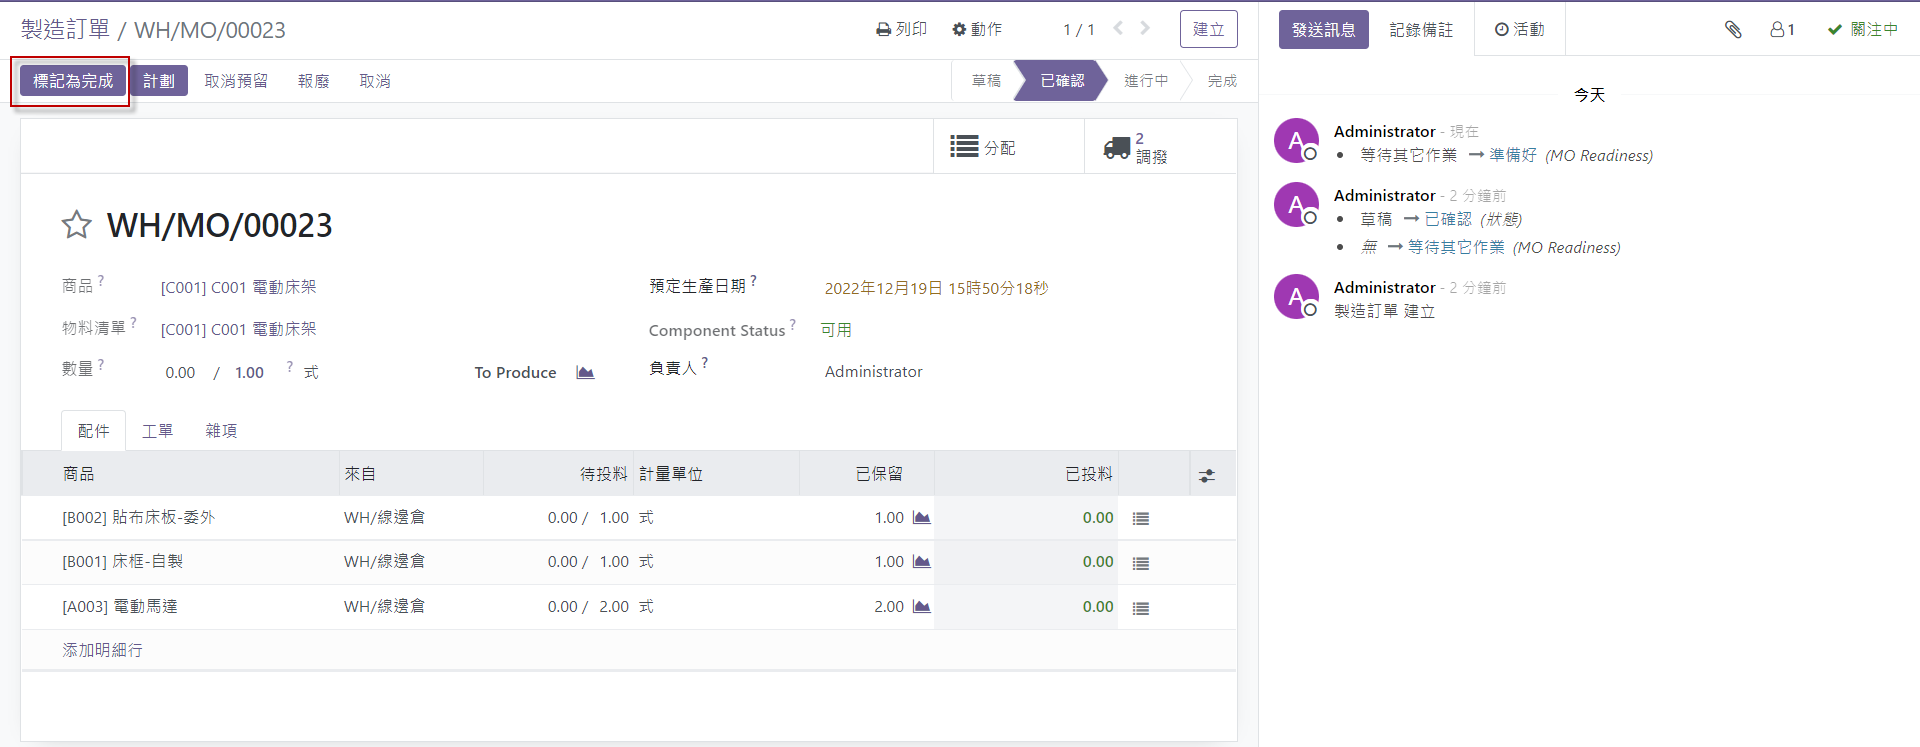 製造訂單 / WH/MO/00023
列印 動作 1 / 1 建立
標記為完成 計劃 取消預留 報廢 取消 草稿 已確認 進行中 完成
分配
2
調撥
WH/MO/00023
商品 ? [C001] C001 電動床架
預定生產日期 ? 2022年12月19日 15時50分18秒
物料清單 ? [C001] C001 電動床架
Component Status ? 可用
數量 ? 0.00 / 1.00 ? 式 To Produce
負責人 ? Administrator
配件 工單 雜項
商品 來自 待投料 計量單位 已保留 已投料
[B002] 貼布床板-委外 WH/線邊倉 0.00 / 1.00 式 1.00 0.00
[B001] 床框-自製 WH/線邊倉 0.00 / 1.00 式 1.00 0.00
[A003] 電動馬達 WH/線邊倉 0.00 / 2.00 式 2.00 0.00
添加明細行
發送訊息 記錄備註 活動 1 關注中
今天
A
Administrator - 現在
等待其它作業 → 準備好 (MO Readiness)
A
Administrator - 2 分鐘前
草稿 → 已確認 (狀態)
無 → 等待其它作業 (MO Readiness)
A
Administrator - 2 分鐘前
製造訂單 建立